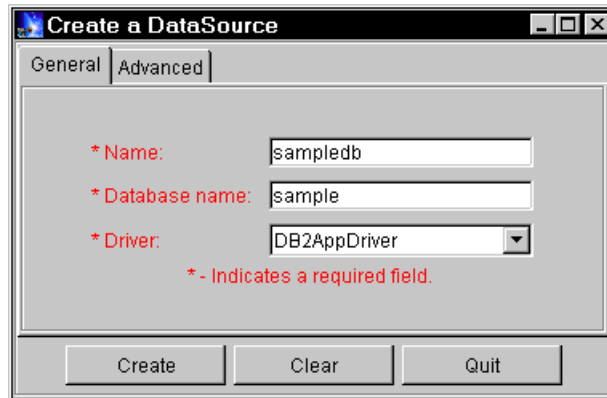 Create a DataSource
General Advanced
* Name: sampledb
* Database name: sample
* Driver: DB2AppDriver
* - Indicates a required field.
Create Clear Quit